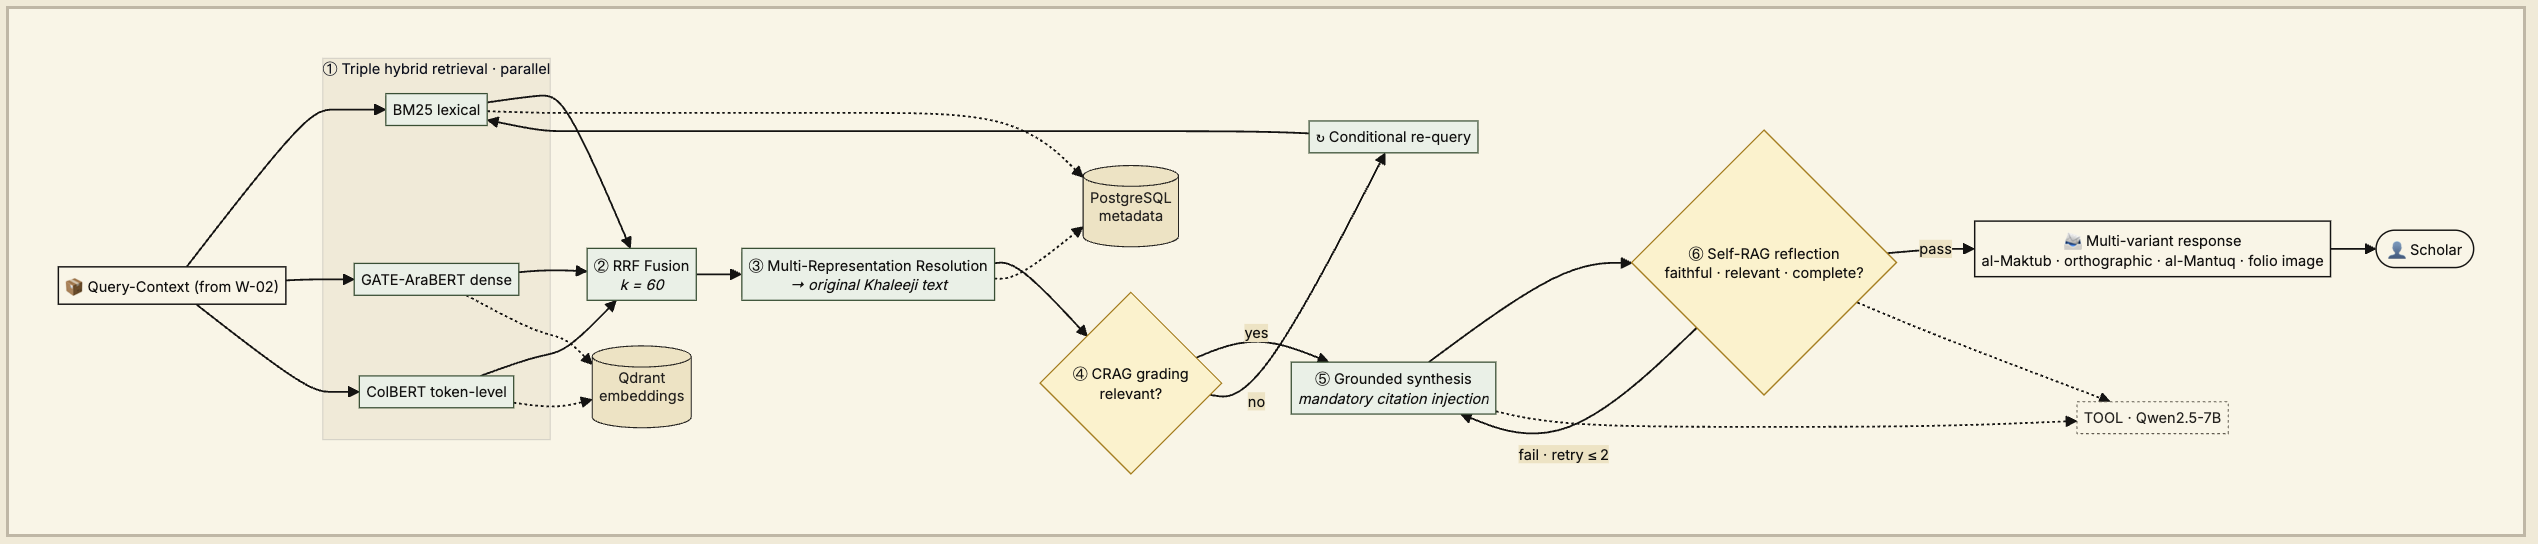 ① Triple hybrid retrieval · parallel
BM25 lexical
📦 Query-Context (from W-02)
GATE-AraBERT dense
ColBERT token-level
② RRF Fusion
k = 60
Qdrant
embeddings
③ Multi-Representation Resolution
→ original Khaleeji text
PostgreSQL
metadata
④ CRAG grading
relevant?
yes
no
↻ Conditional re-query
⑤ Grounded synthesis
mandatory citation injection
fail · retry ≤ 2
⑥ Self-RAG reflection
faithful · relevant · complete?
pass
Multi-variant response
al-Maktub · orthographic · al-Mantuq · folio image
TOOL · Qwen2.5-7B
👤 Scholar